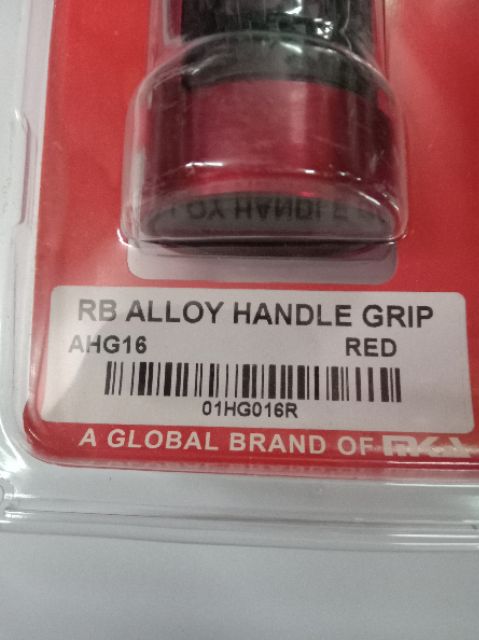 RB ALLOY HANDLE GRIP
AHG16 RED
01HG016R
A GLOBAL BRAND OF